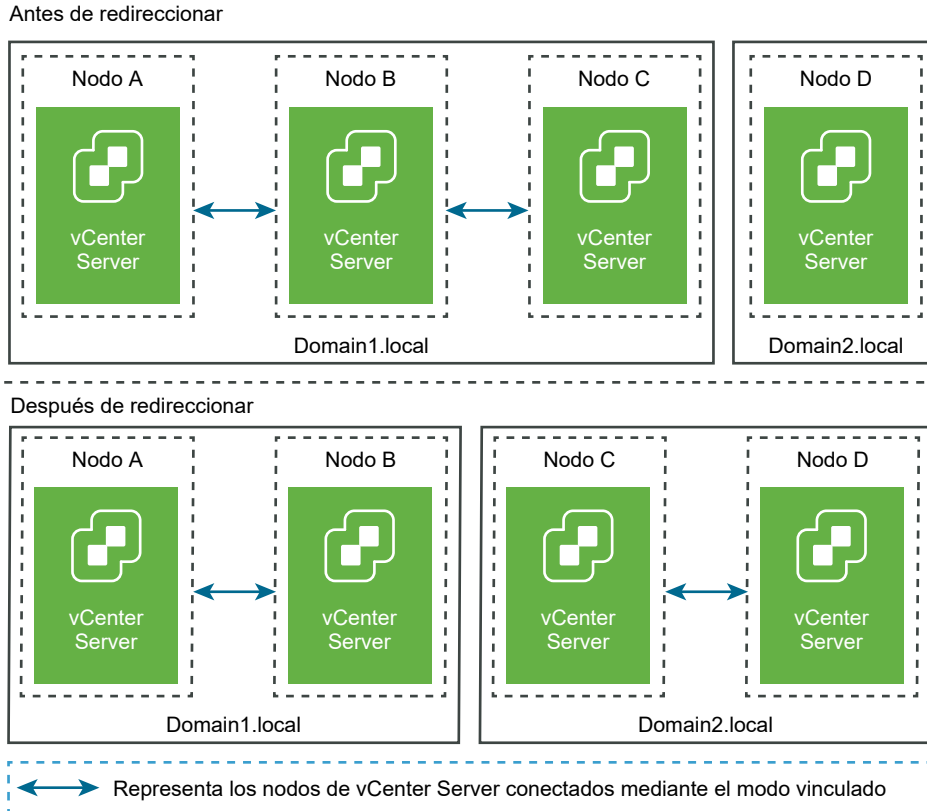 Antes de redireccionar
Nodo A
Nodo B
Nodo C
Nodo D
vCenter
Server
vCenter
Server
vCenter
Server
vCenter
Server
Domain1.local
Domain2.local
Después de redireccionar
Nodo A
Nodo B
Nodo C
Nodo D
vCenter
Server
vCenter
Server
vCenter
Server
vCenter
Server
Domain1.local
Domain2.local
Representa los nodos de vCenter Server conectados mediante el modo vinculado